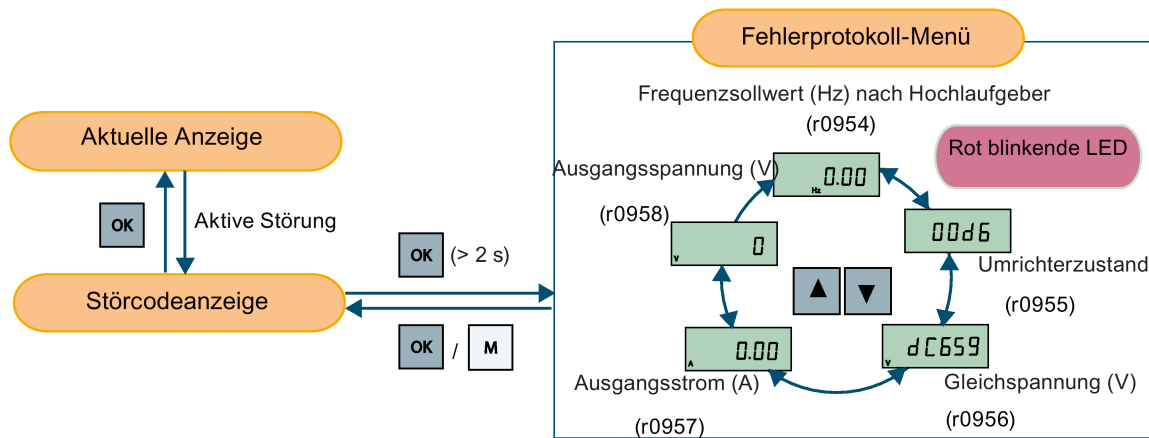 Fehlerprotokoll-Menü
Frequenzsollwert (Hz) nach Hochlaufgeber
(r0954)
Aktuelle Anzeige
Rot blinkende LED
Ausgangsspannung (V)
Hz 0.00
(r0958)
OK
Aktive Störung
V 0
00d6
OK (> 2 s)
Umrichterzustand
(r0955)
Störcodeanzeige
▲ ▼
OK / M
A 0.00
V dC659
Ausgangsstrom (A)
Gleichspannung (V)
(r0957)
(r0956)